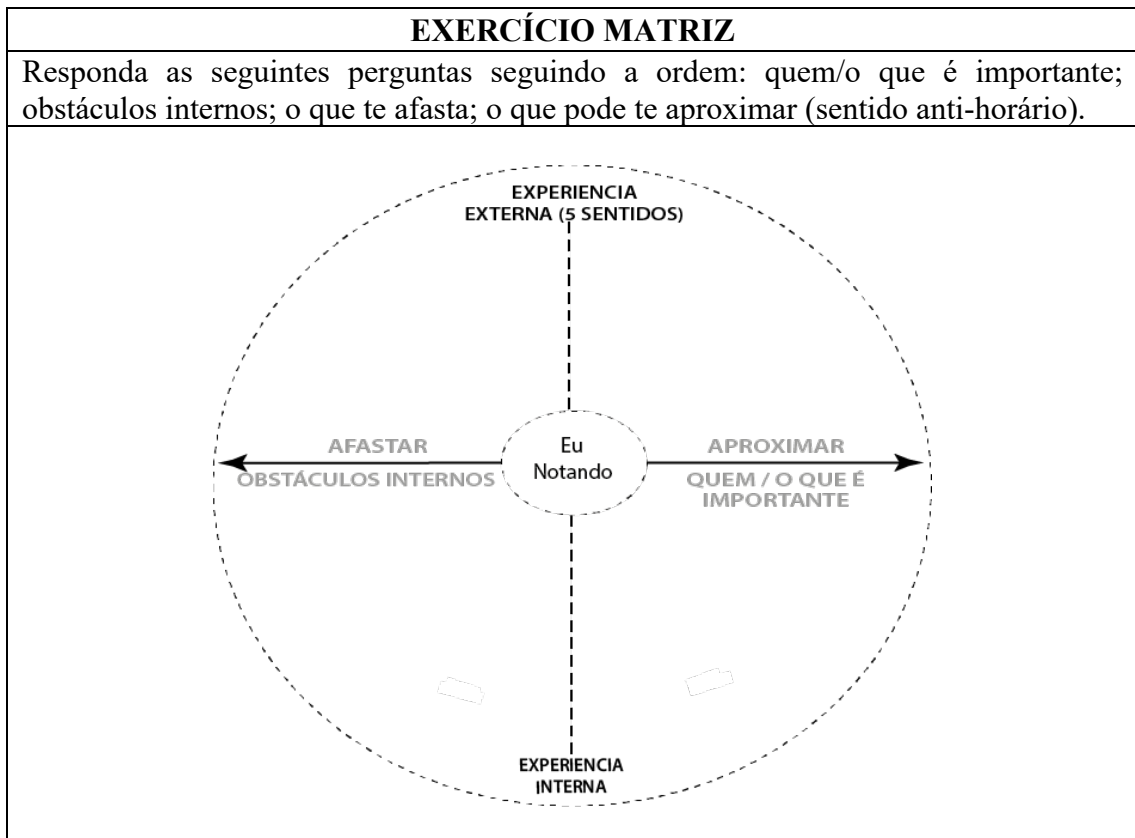 EXERCÍCIO MATRIZ
Responda as seguintes perguntas seguindo a ordem: quem/o que é importante;
obstáculos internos; o que te afasta; o que pode te aproximar (sentido anti-horário).
EXPERIENCIA
EXTERNA (5 SENTIDOS)
AFASTAR
OBSTÁCULOS INTERNOS
Eu
Notando
APROXIMAR
QUEM / O QUE É
IMPORTANTE
EXPERIENCIA
INTERNA